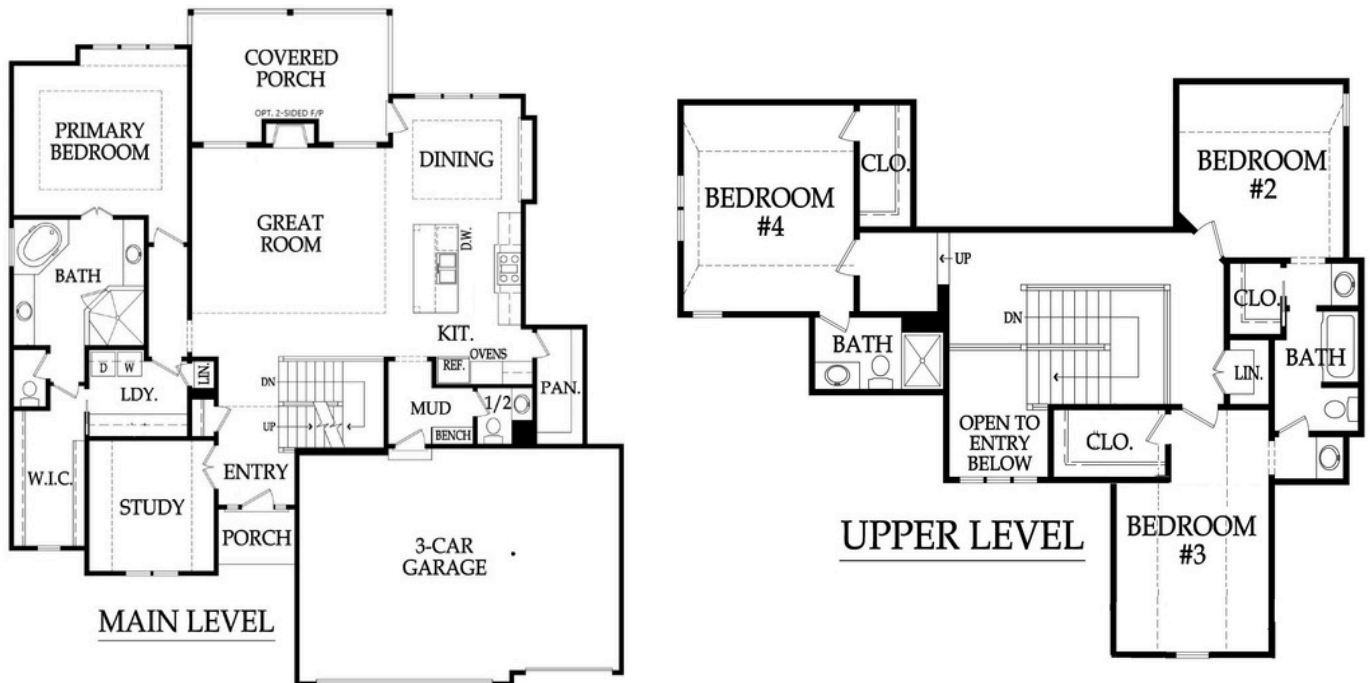 COVERED
PORCH
OPT. 2-SIDED F/P
PRIMARY
BEDROOM
DINING
GREAT
ROOM
D.W.
BATH
KIT.
OVENS
REF.
D
W
LIN.
LDY.
DN
UP
MUD
BENCH
1/2
PAN.
W.I.C.
ENTRY
STUDY
PORCH
3-CAR
GARAGE
MAIN LEVEL
BEDROOM
#4
CLO.
BEDROOM
#2
UP
DN
CLO.
BATH
BATH
LIN.
OPEN TO
ENTRY
BELOW
CLO.
BEDROOM
#3
UPPER LEVEL